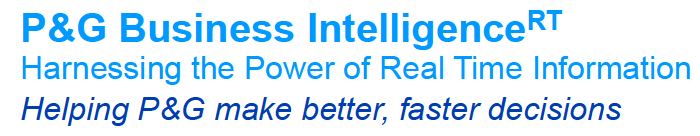 P&G Business IntelligenceRT
Harnessing the Power of Real Time Information
Helping P&G make better, faster decisions